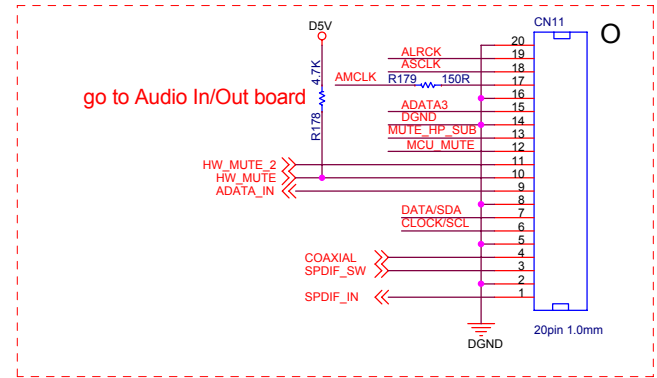 D5V
CN11
O
20
ALRCK 19
ASCLK 18
AMCLK R179 150R 17
4.7K
go to Audio In/Out board
R178
16
ADATA3 15
DGND 14
MUTE_HP_SUB 13
MCU_MUTE 12
HW_MUTE_2 11
HW_MUTE 10
ADATA_IN 9
8
DATA/SDA 7
CLOCK/SCL 6
5
COAXIAL 4
SPDIF_SW 3
2
SPDIF_IN 1
20pin 1.0mm
DGND